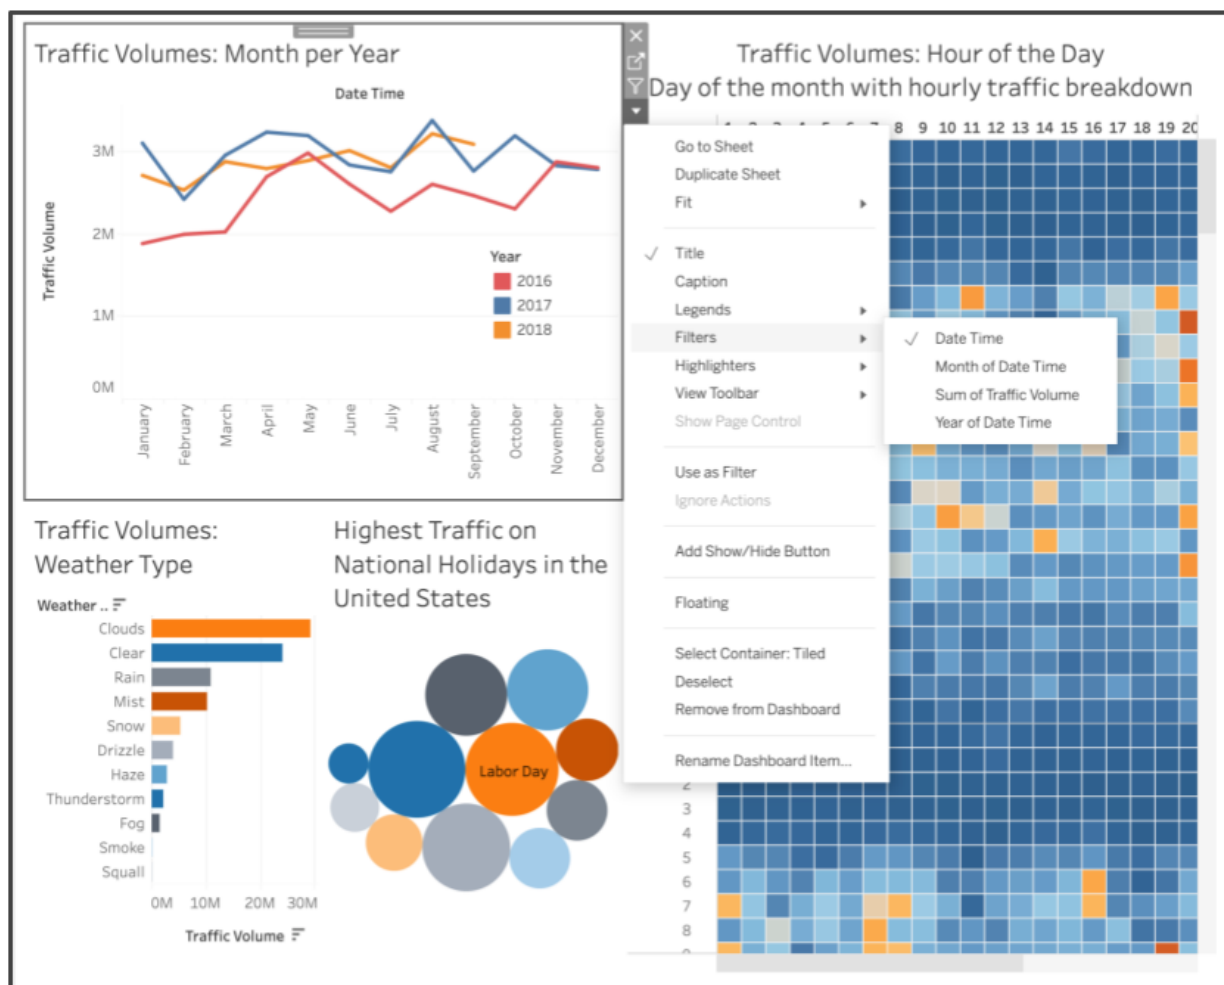 Traffic Volumes: Month per Year
Date Time
3M
2M
1M
0M
Traffic Volume
Year
2016
2017
2018
January
February
March
April
May
June
July
August
September
October
November
December
Traffic Volumes:
Weather Type
Weather ..
Clouds
Clear
Rain
Mist
Snow
Drizzle
Haze
Thunderstorm
Fog
Smoke
Squall
0M 10M 20M 30M
Traffic Volume
Highest Traffic on
National Holidays in the
United States
Labor Day
Go to Sheet
Duplicate Sheet
Fit
Title
Caption
Legends
Filters
Highlighters
View Toolbar
Show Page Control
Use as Filter
Ignore Actions
Add Show/Hide Button
Floating
Select Container: Tiled
Deselect
Remove from Dashboard
Rename Dashboard Item...
Date Time
Month of Date Time
Sum of Traffic Volume
Year of Date Time
Traffic Volumes: Hour of the Day
Day of the month with hourly traffic breakdown
8 9 10 11 12 13 14 15 16 17 18 19 20
3
4
5
6
7
8